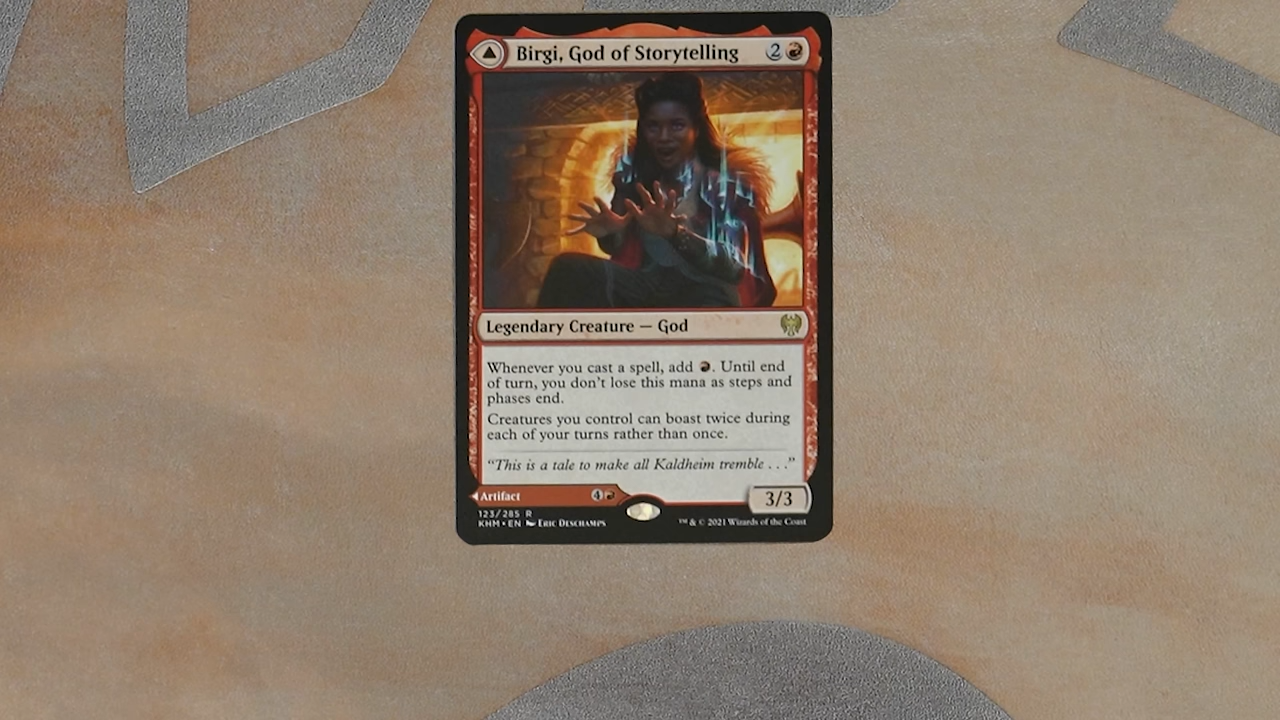 Birgi, God of Storytelling 2
Legendary Creature — God
Whenever you cast a spell, add . Until end
of turn, you don't lose this mana as steps and
phases end.
Creatures you control can boast twice during
each of your turns rather than once.
"This is a tale to make all Kaldheim tremble . . ."
Artifact 4
3/3
123/285 R
KHM • EN Eric Deschamps
™ & © 2021 Wizards of the Coast